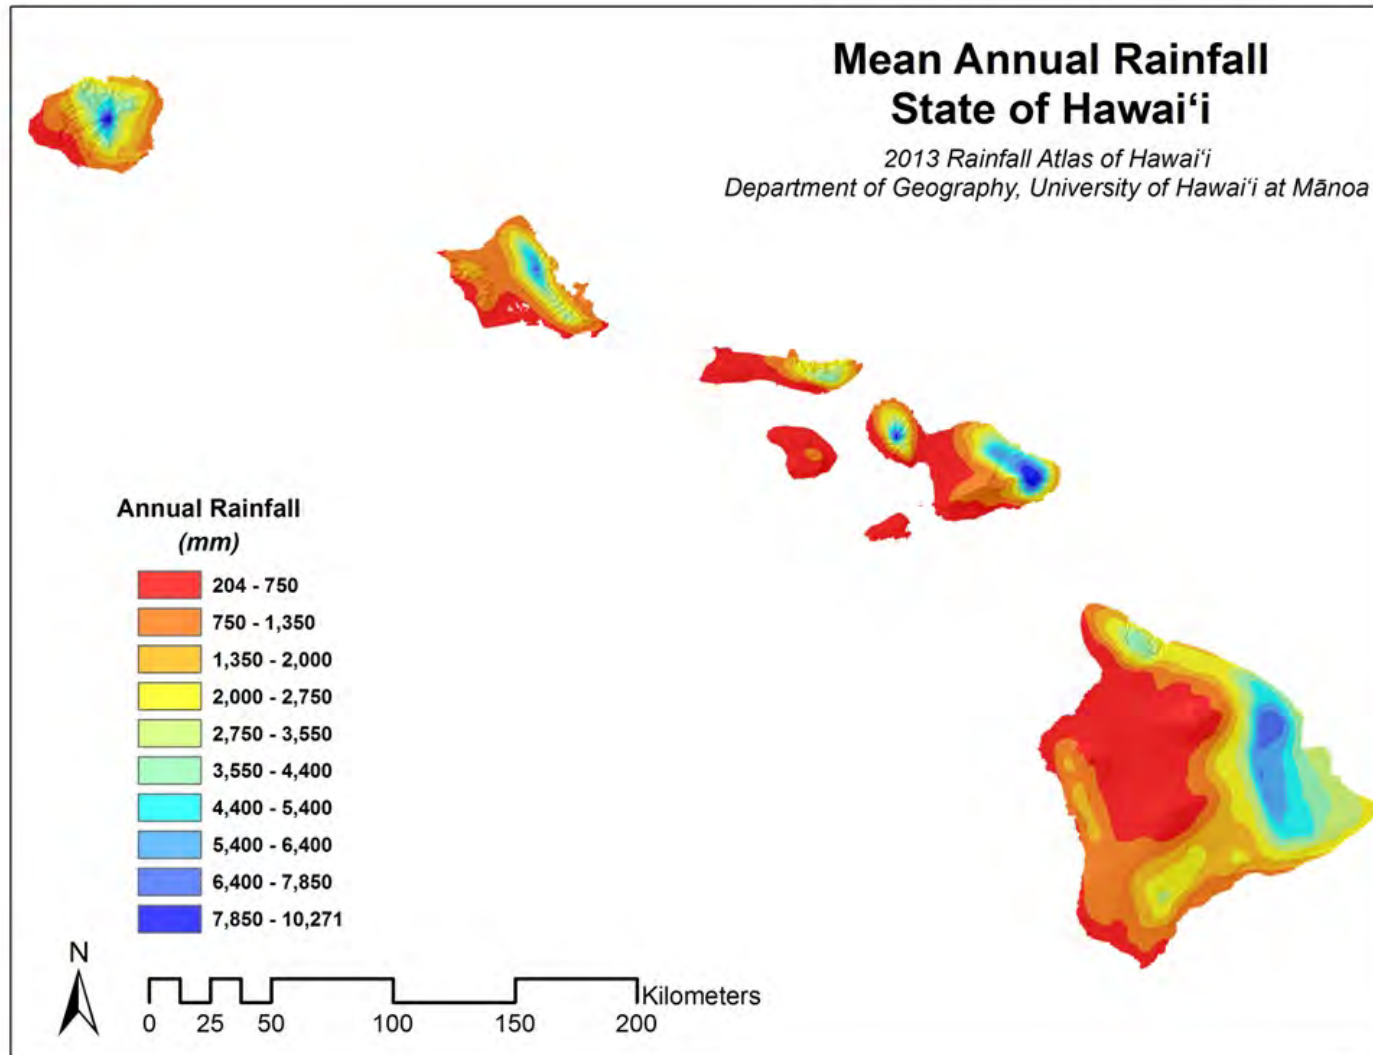 Mean Annual Rainfall
State of Hawai‘i
2013 Rainfall Atlas of Hawai‘i
Department of Geography, University of Hawai‘i at Mānoa
Annual Rainfall
(mm)
204 - 750
750 - 1,350
1,350 - 2,000
2,000 - 2,750
2,750 - 3,550
3,550 - 4,400
4,400 - 5,400
5,400 - 6,400
6,400 - 7,850
7,850 - 10,271
N
Kilometers
0 25 50 100 150 200